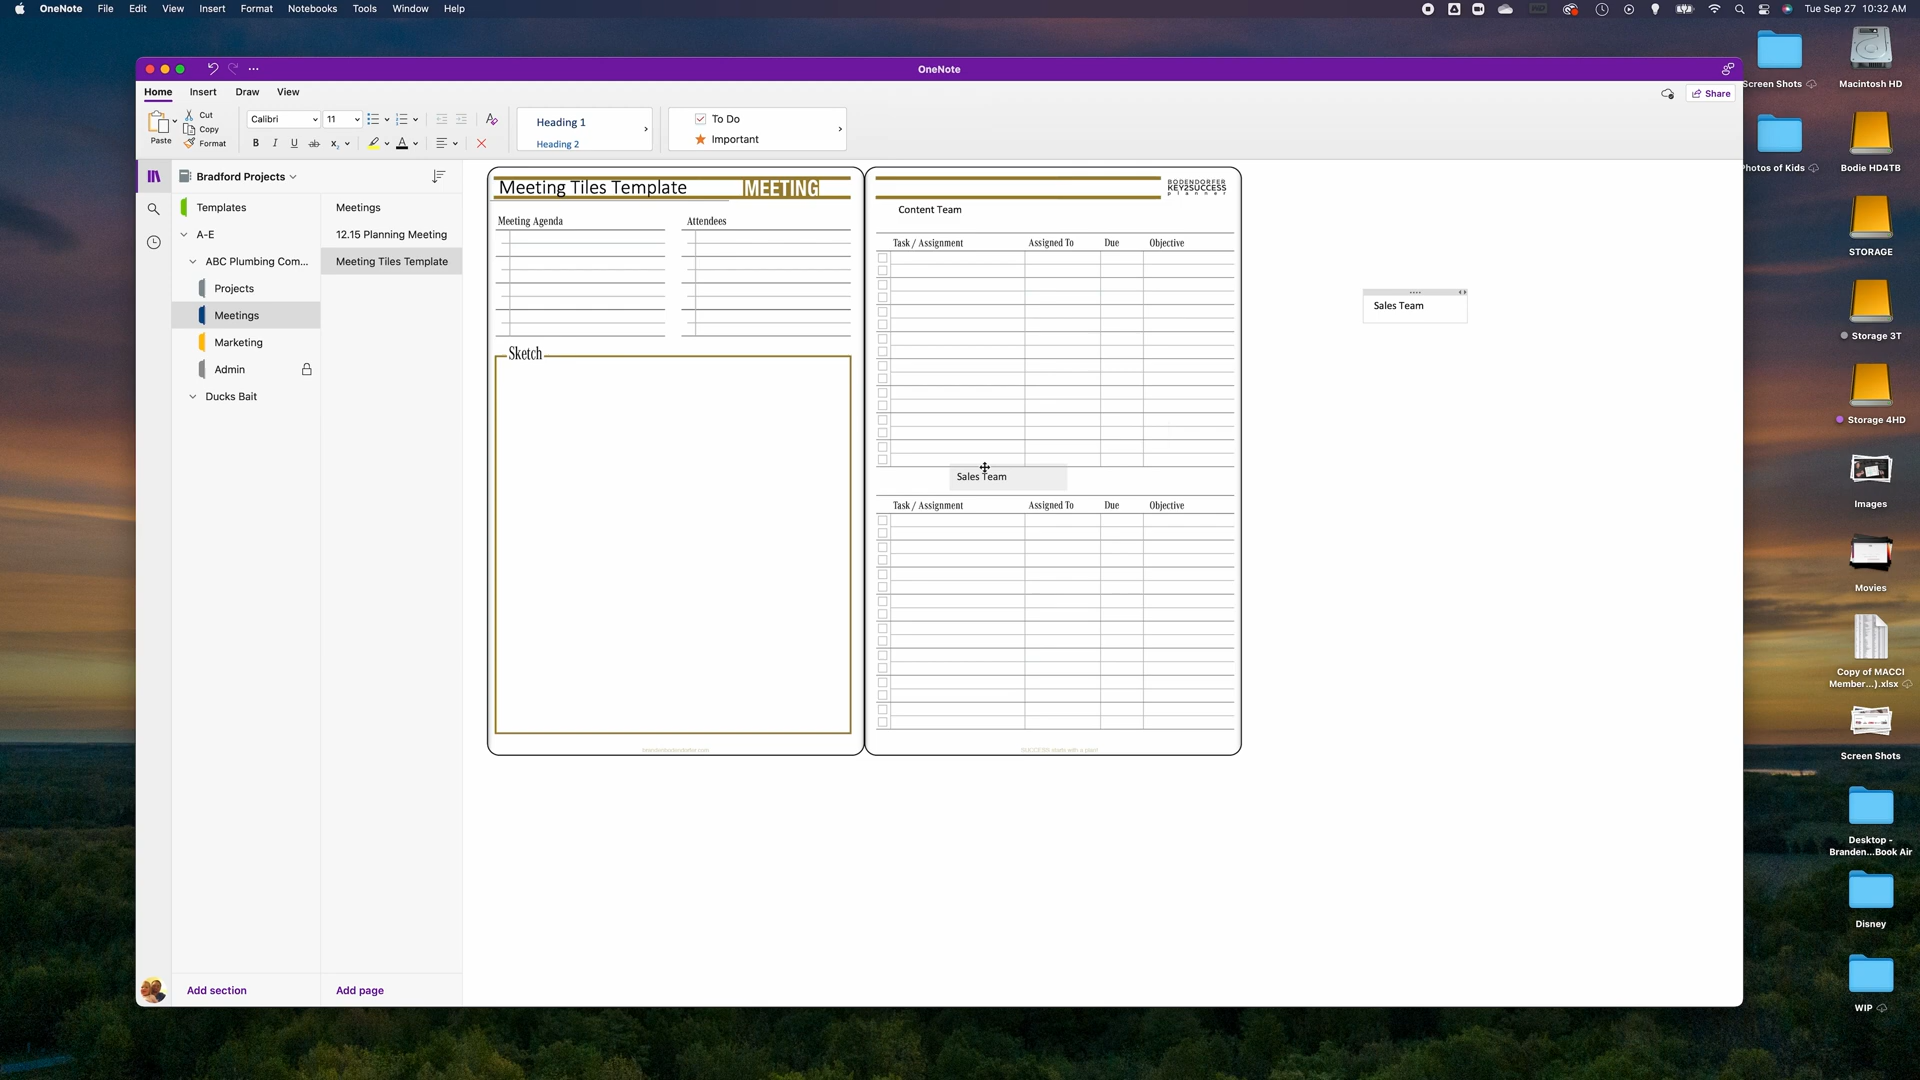 OneNote File Edit View Insert Format Notebooks Tools Window Help
Tue Sep 27 10:32 AM
OneNote
Home Insert Draw View
Share
Paste
Cut
Copy
Format
Calibri
11
Heading 1
Heading 2
To Do
Important
Bradford Projects
Templates
A-E
ABC Plumbing Com...
Projects
Meetings
Marketing
Admin
Ducks Bait
Add section
Meetings
12.15 Planning Meeting
Meeting Tiles Template
Add page
Meeting Tiles Template
MEETING
Meeting Agenda
Attendees
Sketch
BODENDORFER
KEY2SUCCESS
planner
Content Team
Task / Assignment Assigned To Due Objective
Sales Team
Task / Assignment Assigned To Due Objective
Sales Team
Screen Shots
Macintosh HD
Photos of Kids
Bodie HD4TB
STORAGE
Storage 3T
Storage 4HD
Images
Movies
Copy of MACCI
Member...).xlsx
Screen Shots
Desktop -
Branden...Book Air
Disney
WIP